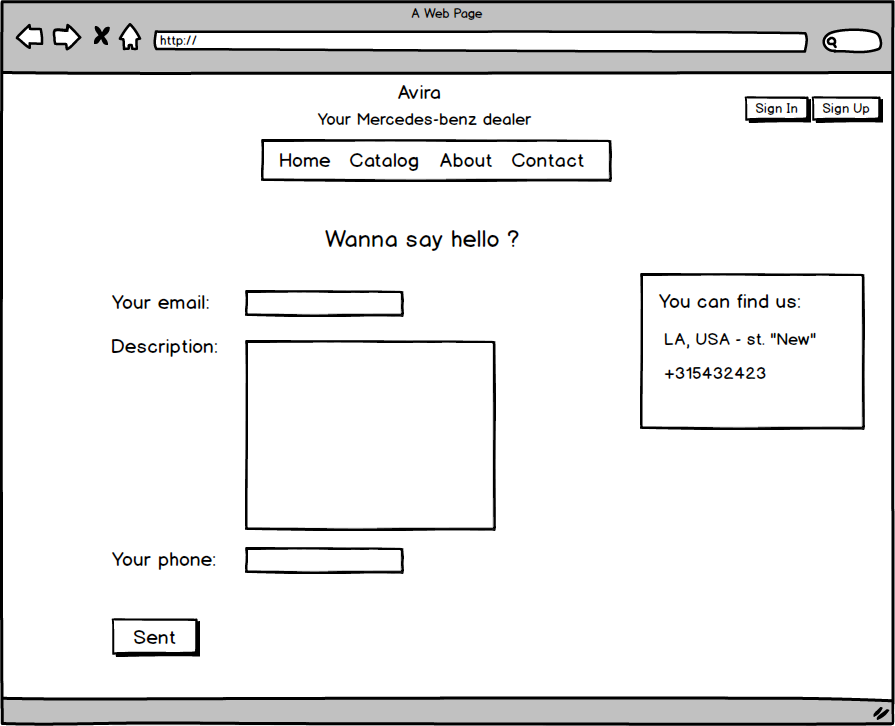 A Web Page
http://
Avira
Your Mercedes-benz dealer
Sign In Sign Up
Home Catalog About Contact
Wanna say hello ?
Your email:
Description:
Your phone:
Sent
You can find us:
LA, USA - st. "New"
+315432423